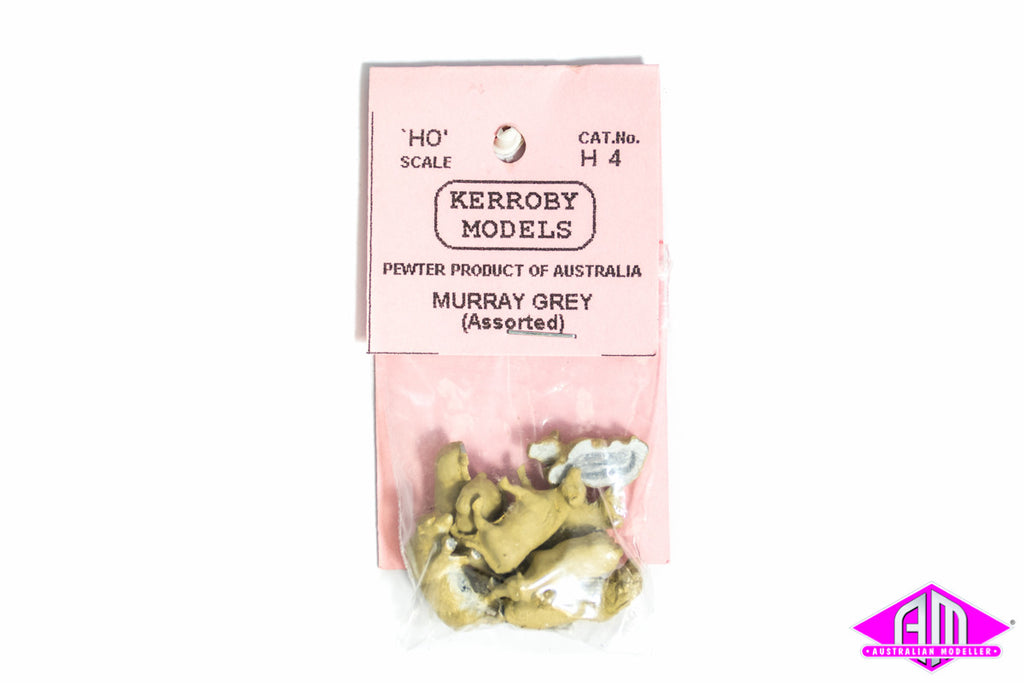 `HO'
SCALE
CAT.No.
H 4
KERROBY
MODELS
PEWTER PRODUCT OF AUSTRALIA
MURRAY GREY
(Assorted)
AM
®
· AUSTRALIAN MODELLER ·